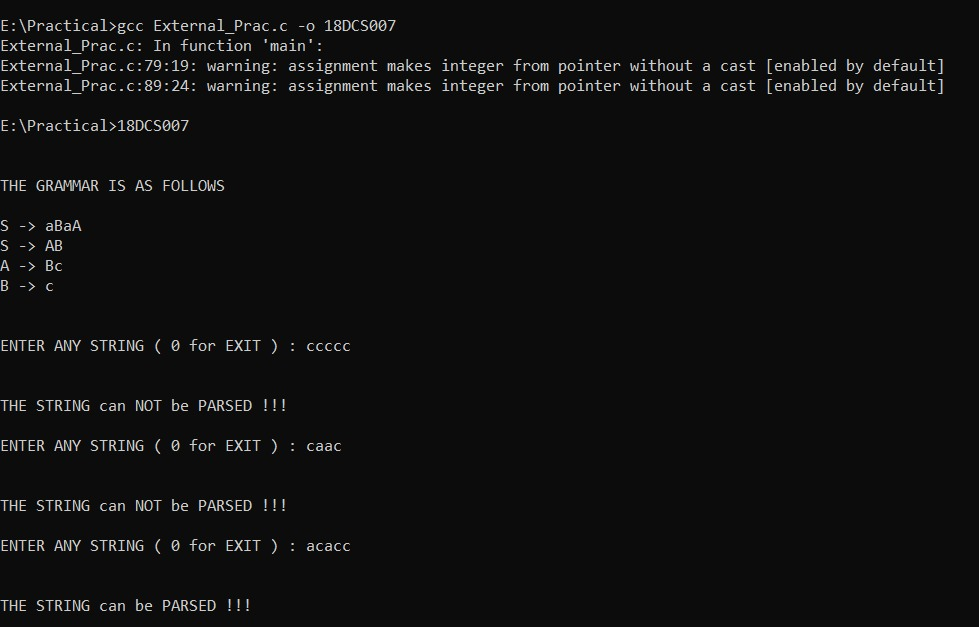 E:\Practical>gcc External_Prac.c -o 18DCS007
External_Prac.c: In function 'main':
External_Prac.c:79:19: warning: assignment makes integer from pointer without a cast [enabled by default]
External_Prac.c:89:24: warning: assignment makes integer from pointer without a cast [enabled by default]
E:\Practical>18DCS007
THE GRAMMAR IS AS FOLLOWS
S -> aBaA
S -> AB
A -> Bc
B -> c
ENTER ANY STRING ( 0 for EXIT ) : ccccc
THE STRING can NOT be PARSED !!!
ENTER ANY STRING ( 0 for EXIT ) : caac
THE STRING can NOT be PARSED !!!
ENTER ANY STRING ( 0 for EXIT ) : acacc
THE STRING can be PARSED !!!